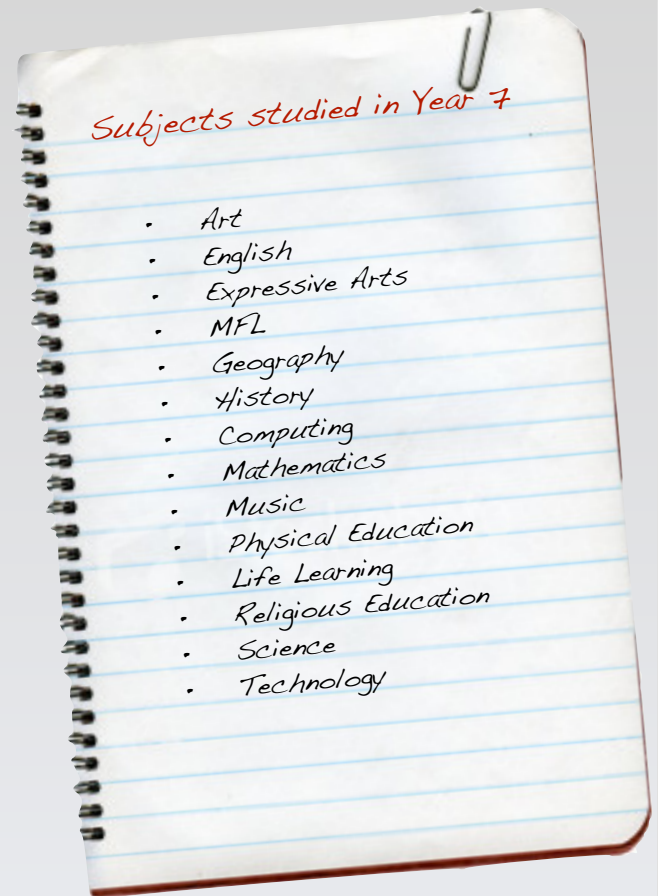 Subjects studied in Year 7
· Art
· English
· Expressive Arts
· MFL
· Geography
· History
· Computing
· Mathematics
· Music
· Physical Education
· Life Learning
· Religious Education
· Science
· Technology